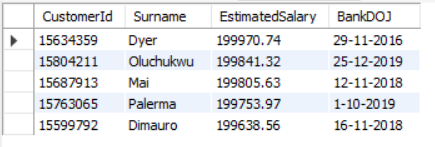 CustomerId Surname EstimatedSalary BankDOJ
15634359 Dyer 199970.74 29-11-2016
15804211 Oluchukwu 199841.32 25-12-2019
15687913 Mai 199805.63 12-11-2018
15763065 Palerma 199753.97 1-10-2019
15599792 Dimauro 199638.56 16-11-2018